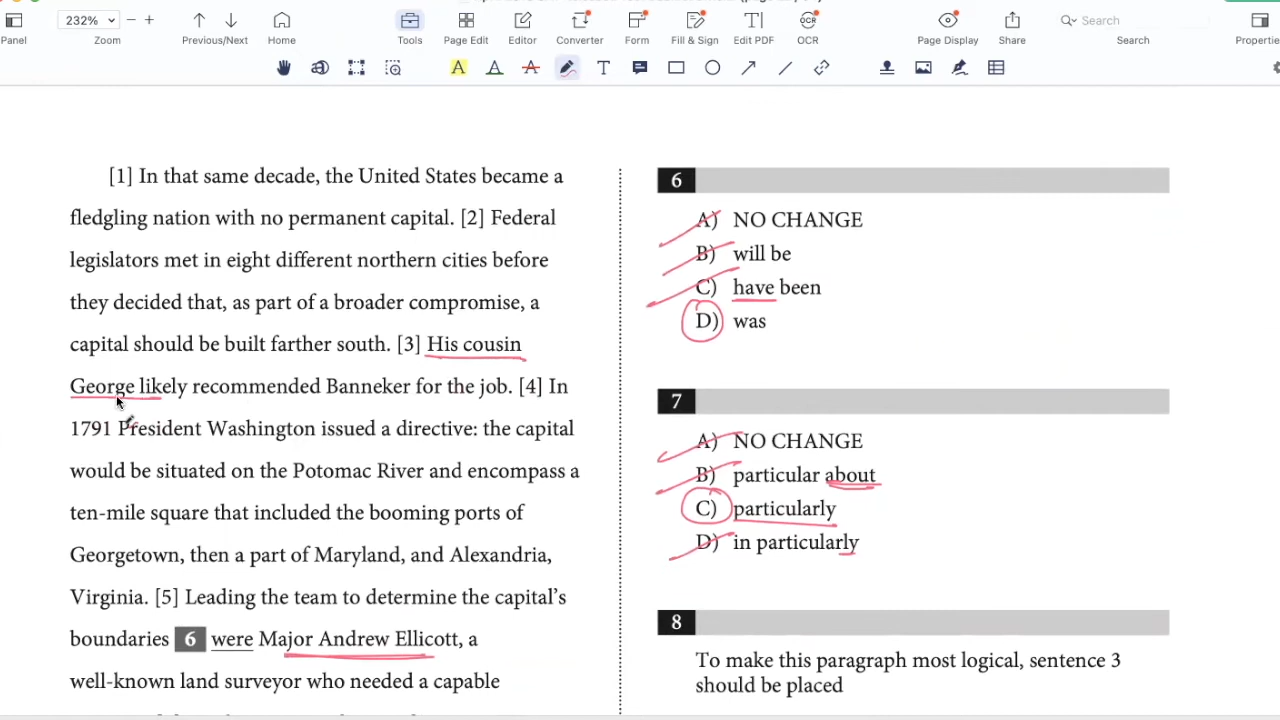 232%
Panel
Zoom
Previous/Next
Home
Tools
Page Edit
Editor
Converter
Form
Fill & Sign
Edit PDF
OCR
OCR
Page Display
Share
Search
Search
[1] In that same decade, the United States became a
fledgling nation with no permanent capital. [2] Federal
legislators met in eight different northern cities before
they decided that, as part of a broader compromise, a
capital should be built farther south. [3] His cousin
George likely recommended Banneker for the job. [4] In
1791 President Washington issued a directive: the capital
would be situated on the Potomac River and encompass a
ten-mile square that included the booming ports of
Georgetown, then a part of Maryland, and Alexandria,
Virginia. [5] Leading the team to determine the capital's
boundaries 6 were Major Andrew Ellicott, a
well-known land surveyor who needed a capable
6
A) NO CHANGE
B) will be
C) have been
D) was
7
A) NO CHANGE
B) particular about
C) particularly
D) in particularly
8
To make this paragraph most logical, sentence 3
should be placed